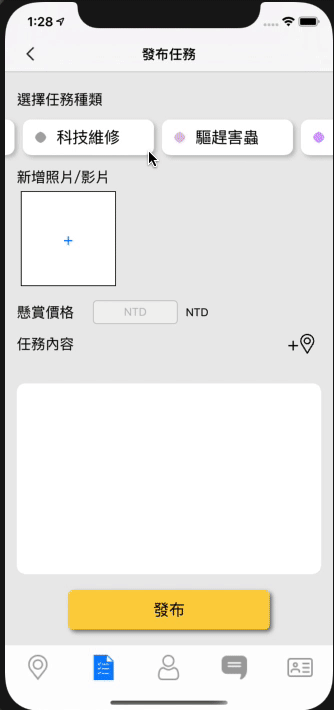 1:28
發布任務
選擇任務種類
科技維修 驅趕害蟲
新增照片/影片
+
懸賞價格 NTD NTD
任務內容 +
發布